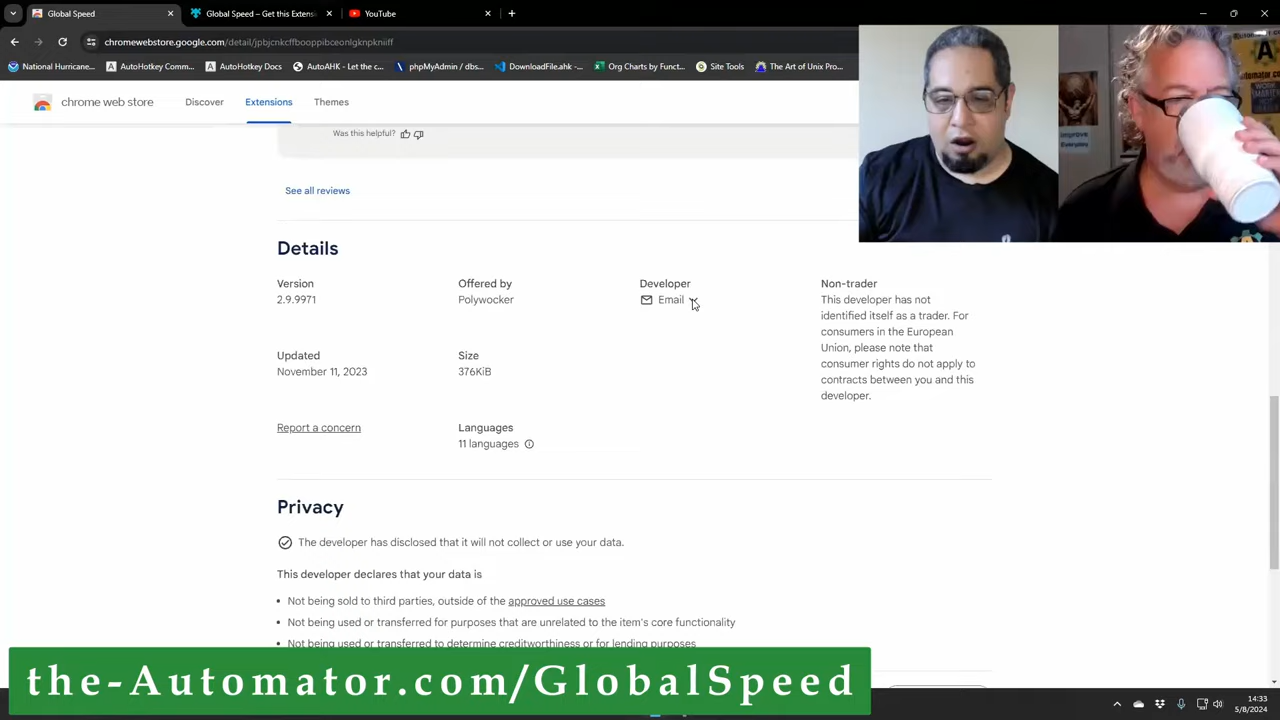 Global Speed
Global Speed – Get this Exten
YouTube
chromewebstore.google.com/detail/jpbjcnkcffbooppibceonlgknpkniiff
National Hurricane...
AutoHotkey Comm...
AutoHotkey Docs
AutoAHK - Let the c...
phpMyAdmin / dbs...
DownloadFile.ahk -...
Org Charts by Funct...
Site Tools
The Art of Unix Pro...
chrome web store
Discover
Extensions
Themes
Was this helpful?
See all reviews
Details
Version
2.9.9971
Offered by
Polywocker
Developer
Email
Non-trader
This developer has not
identified itself as a trader. For
consumers in the European
Union, please note that
consumer rights do not apply to
contracts between you and this
developer.
Updated
November 11, 2023
Size
376KiB
Report a concern
Languages
11 languages
Privacy
The developer has disclosed that it will not collect or use your data.
This developer declares that your data is
Not being sold to third parties, outside of the approved use cases
Not being used or transferred for purposes that are unrelated to the item's core functionality
Not being used or transferred to determine creditworthiness or for lending purposes
the-Automator.com/GlobalSpeed
14:33
5/8/2024